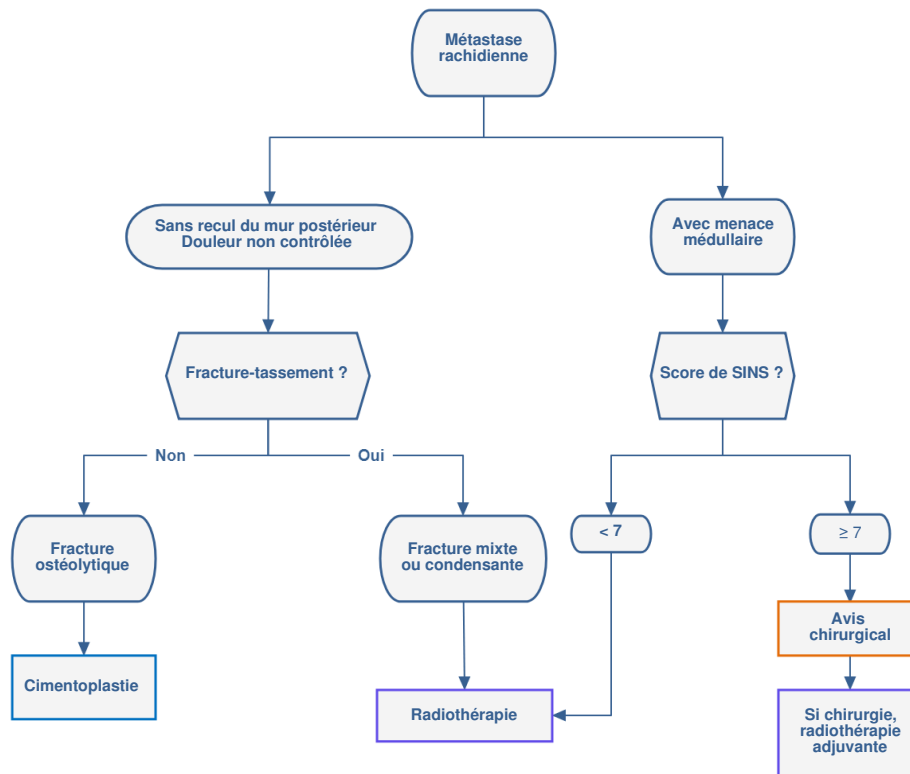 Métastase
rachidienne
Sans recul du mur postérieur
Douleur non contrôlée
Avec menace
médullaire
Fracture-tassement ?
Score de SINS ?
Non
Oui
Fracture
ostéolytique
Fracture mixte
ou condensante
< 7
≥ 7
Avis
chirurgical
Cimentoplastie
Radiothérapie
Si chirurgie,
radiothérapie
adjuvante